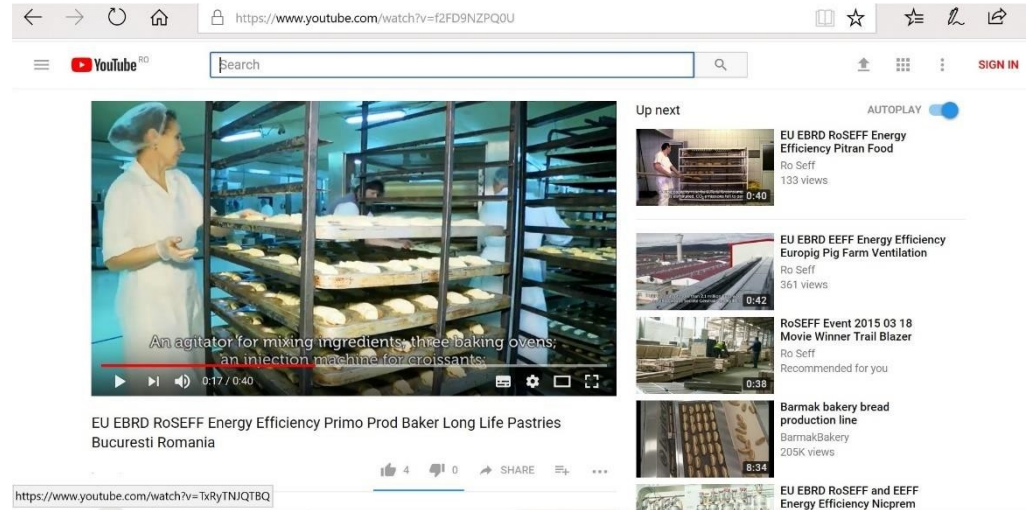 https://www.youtube.com/watch?v=f2FD9NZPQ0U
YouTube RO
Search
SIGN IN
An agitator for mixing ingredients; three baking ovens;
an injection machine for croissants;
0:17 / 0:40
EU EBRD RoSEFF Energy Efficiency Primo Prod Baker Long Life Pastries
Bucuresti Romania
4
0
SHARE
Up next
AUTOPLAY
0:40
EU EBRD RoSEFF Energy
Efficiency Pitran Food
Ro Seff
133 views
0:42
EU EBRD EEFF Energy Efficiency
Europig Pig Farm Ventilation
Ro Seff
361 views
0:38
RoSEFF Event 2015 03 18
Movie Winner Trail Blazer
Ro Seff
Recommended for you
8:34
Barmak bakery bread
production line
BarmakBakery
205K views
EU EBRD RoSEFF and EEFF
Energy Efficiency Nicprem
https://www.youtube.com/watch?v=TxRyTNJQTBQ